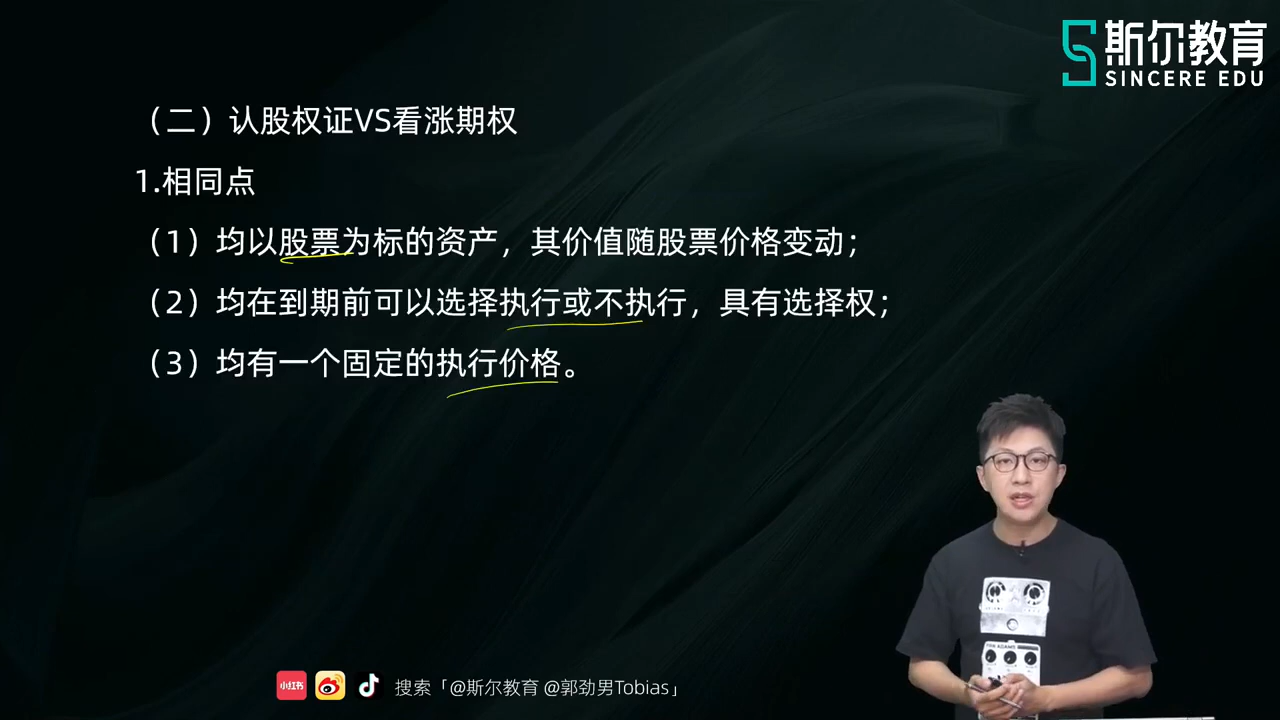 斯尔教育
SINCERE EDU
（二）认股权证VS看涨期权
1.相同点
（1）均以股票为标的资产，其价值随股票价格变动；
（2）均在到期前可以选择执行或不执行，具有选择权；
（3）均有一个固定的执行价格。
小红书
搜索「@斯尔教育 @郭劲男Tobias」